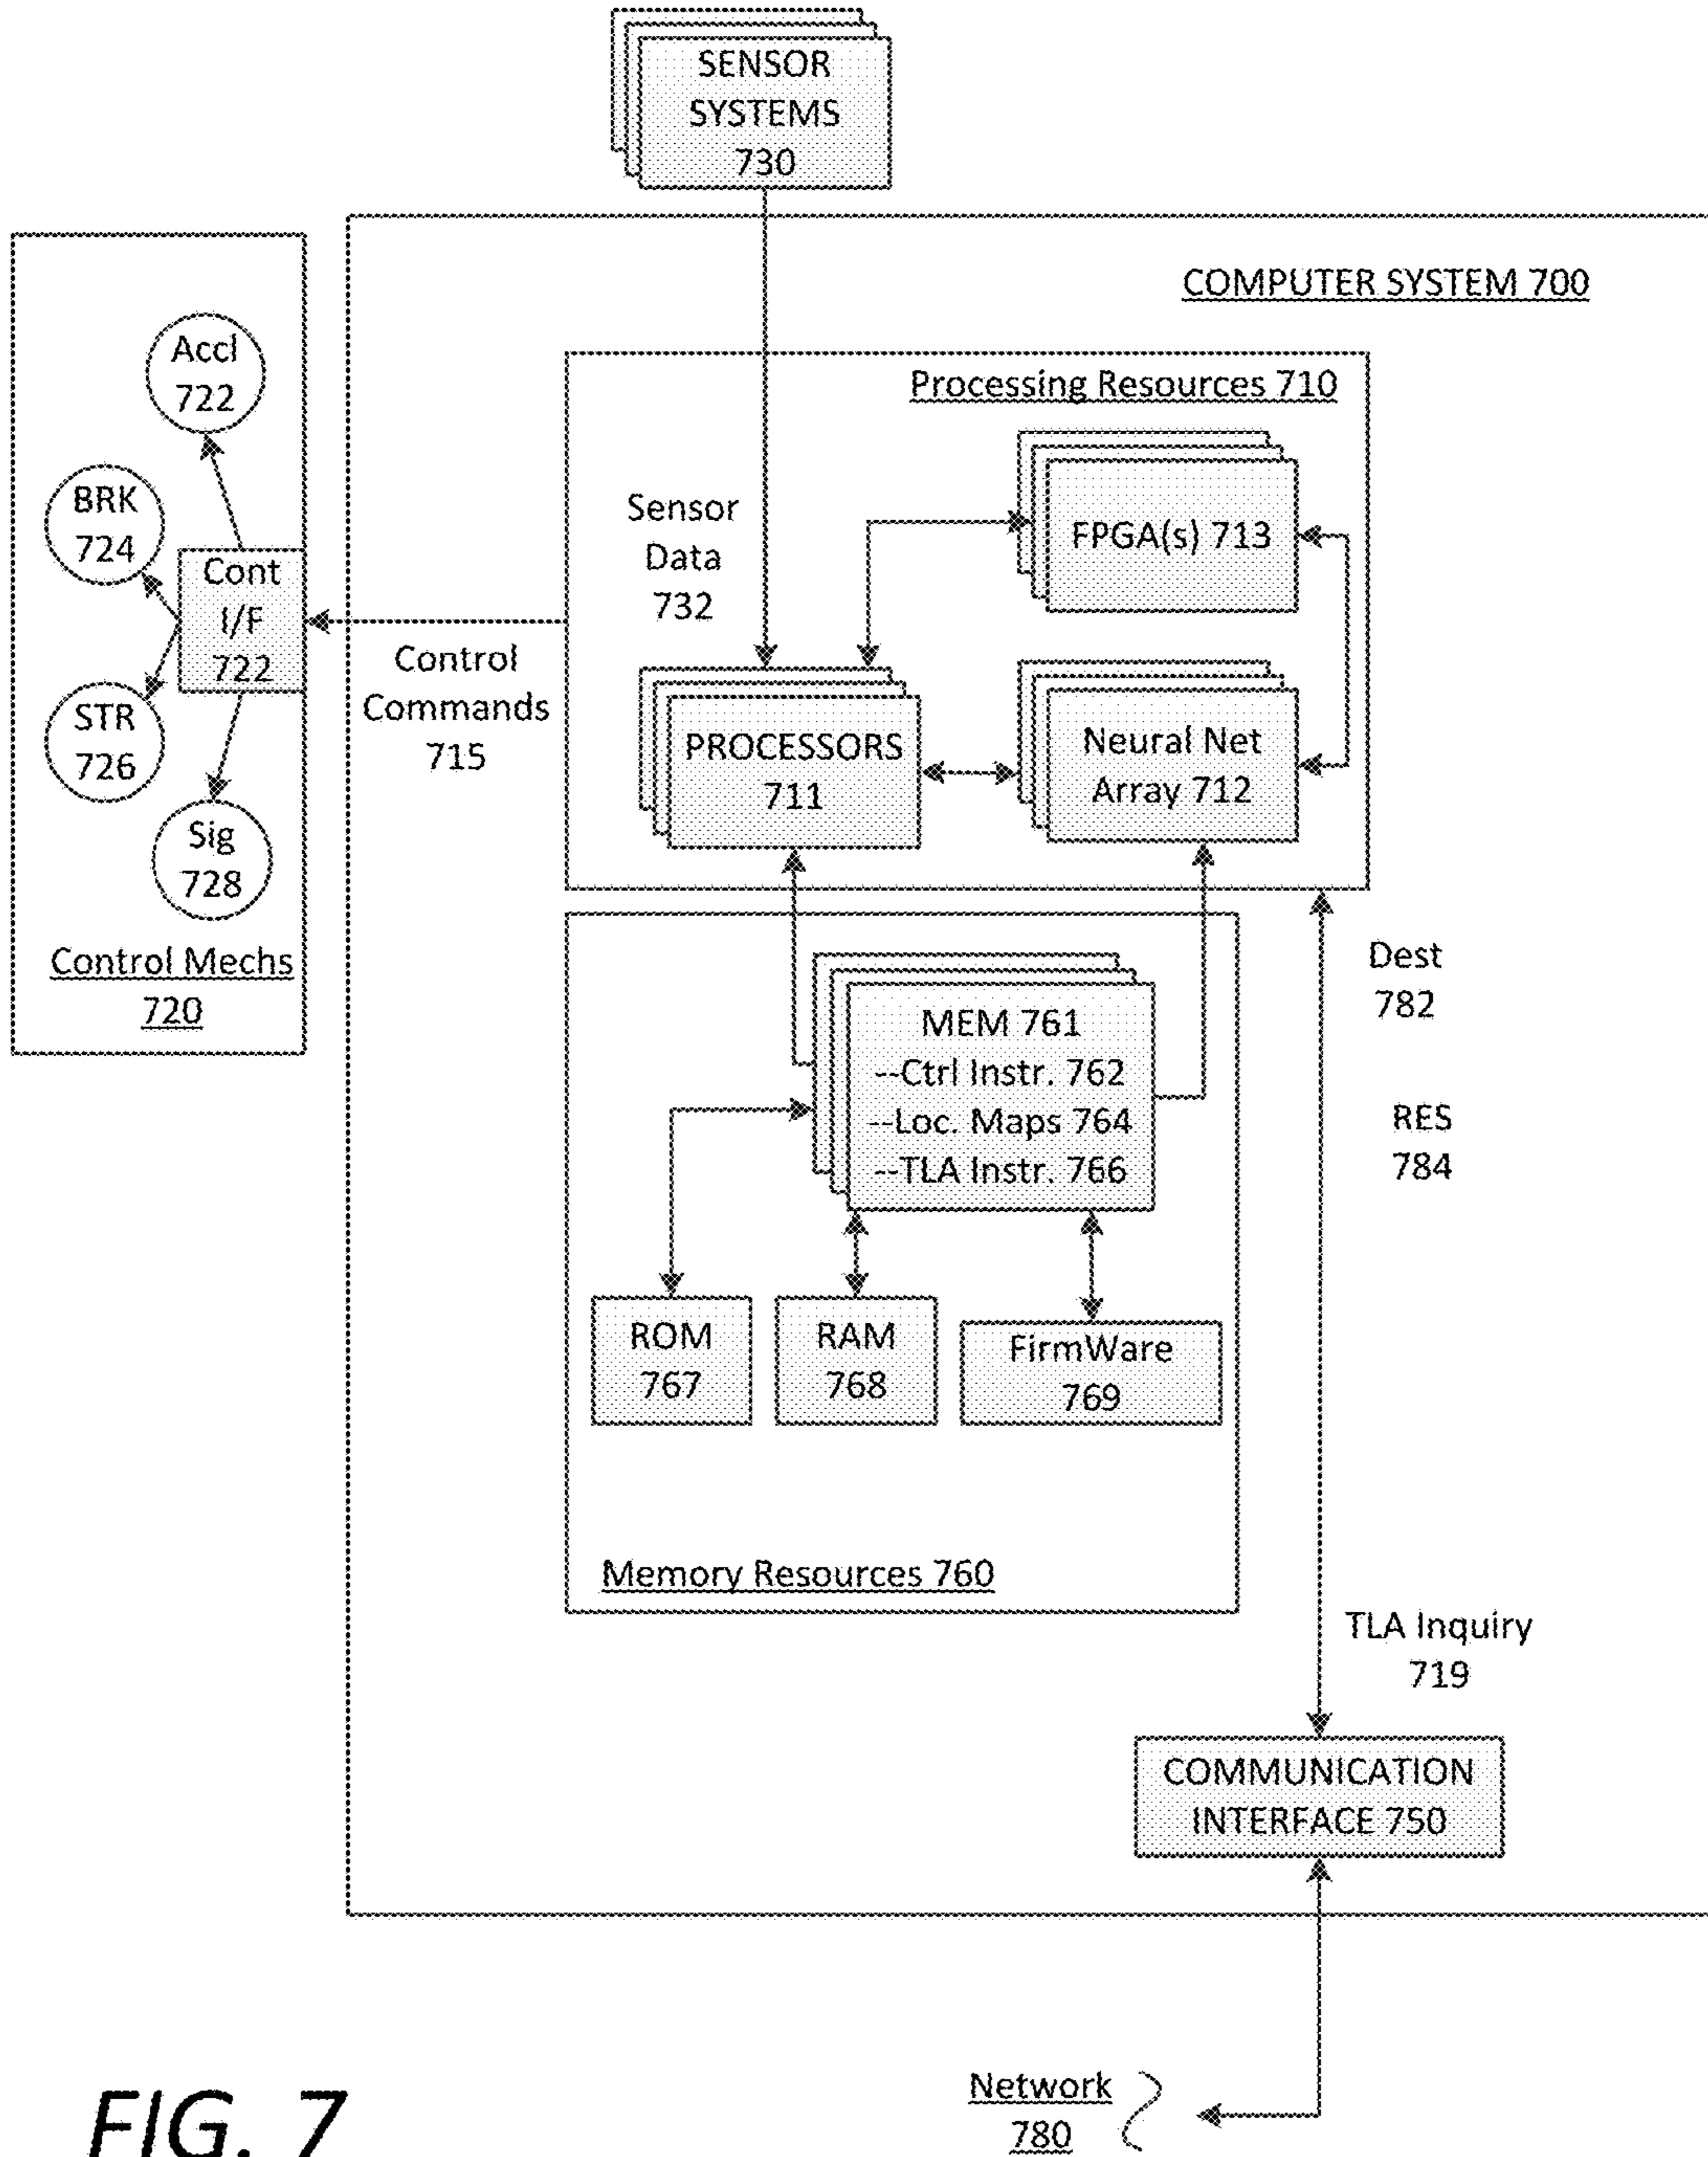 SENSOR
SYSTEMS
730
COMPUTER SYSTEM 700
Processing Resources 710
Accl
722
BRK
724
Cont
I/F
722
STR
726
Sig
728
Control Mechs
720
Control
Commands
715
Sensor
Data
732
FPGA(s) 713
PROCESSORS
711
Neural Net
Array 712
MEM 761
--Ctrl Instr. 762
--Loc. Maps 764
--TLA Instr. 766
ROM
767
RAM
768
FirmWare
769
Memory Resources 760
Dest
782
RES
784
TLA Inquiry
719
COMMUNICATION
INTERFACE 750
Network
780
FIG. 7